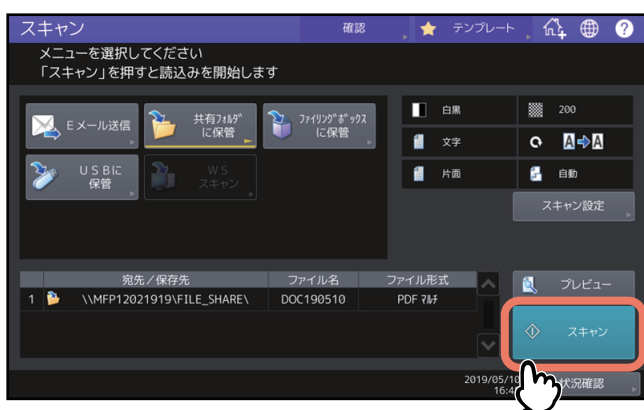 スキャン
確認
テンプレート
?
メニューを選択してください
「スキャン」を押すと読込みを開始します
Eメール送信
共有ﾌｫﾙﾀﾞ
に保管
ﾌｧｲﾘﾝｸﾞﾎﾞｯｸｽ
に保管
USBに
保管
WS
スキャン
白黒
200
文字
A A
片面
自動
スキャン設定
宛先／保存先 ファイル名 ファイル形式
1 \\MFP12021919\FILE_SHARE\ DOC190510 PDF ﾏﾙﾁ
プレビュー
スキャン
2019/05/10
16:4
状況確認